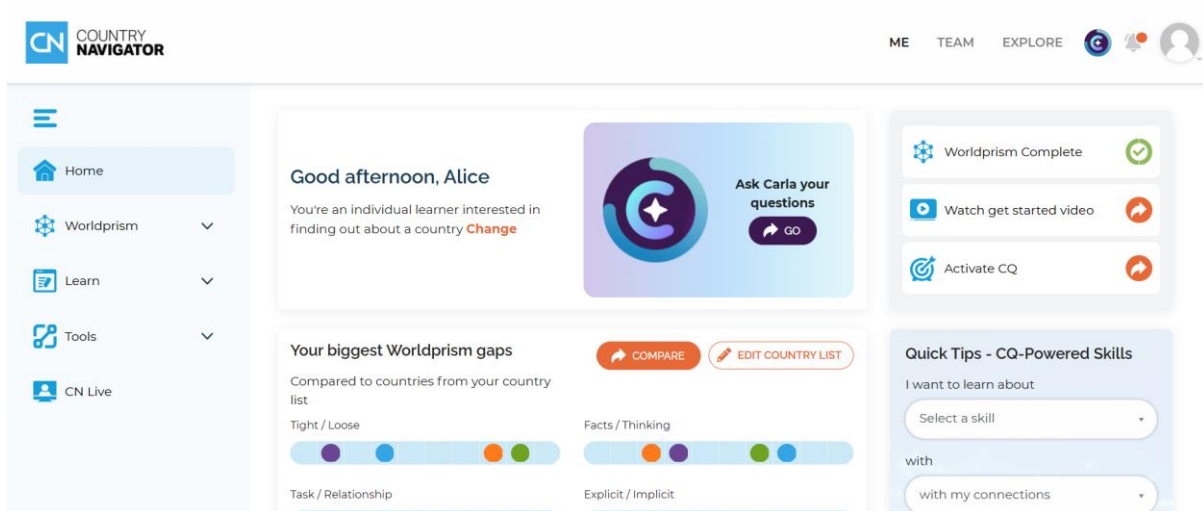 CN COUNTRY
NAVIGATOR
ME TEAM EXPLORE
Home
Worldprism
Learn
Tools
CN Live
Good afternoon, Alice
You're an individual learner interested in
finding out about a country Change
Ask Carla your
questions
GO
Worldprism Complete
Watch get started video
Activate CQ
Your biggest Worldprism gaps
COMPARE
EDIT COUNTRY LIST
Compared to countries from your country
list
Tight / Loose
Facts / Thinking
Task / Relationship
Explicit / Implicit
Quick Tips - CQ-Powered Skills
I want to learn about
Select a skill
with
with my connections